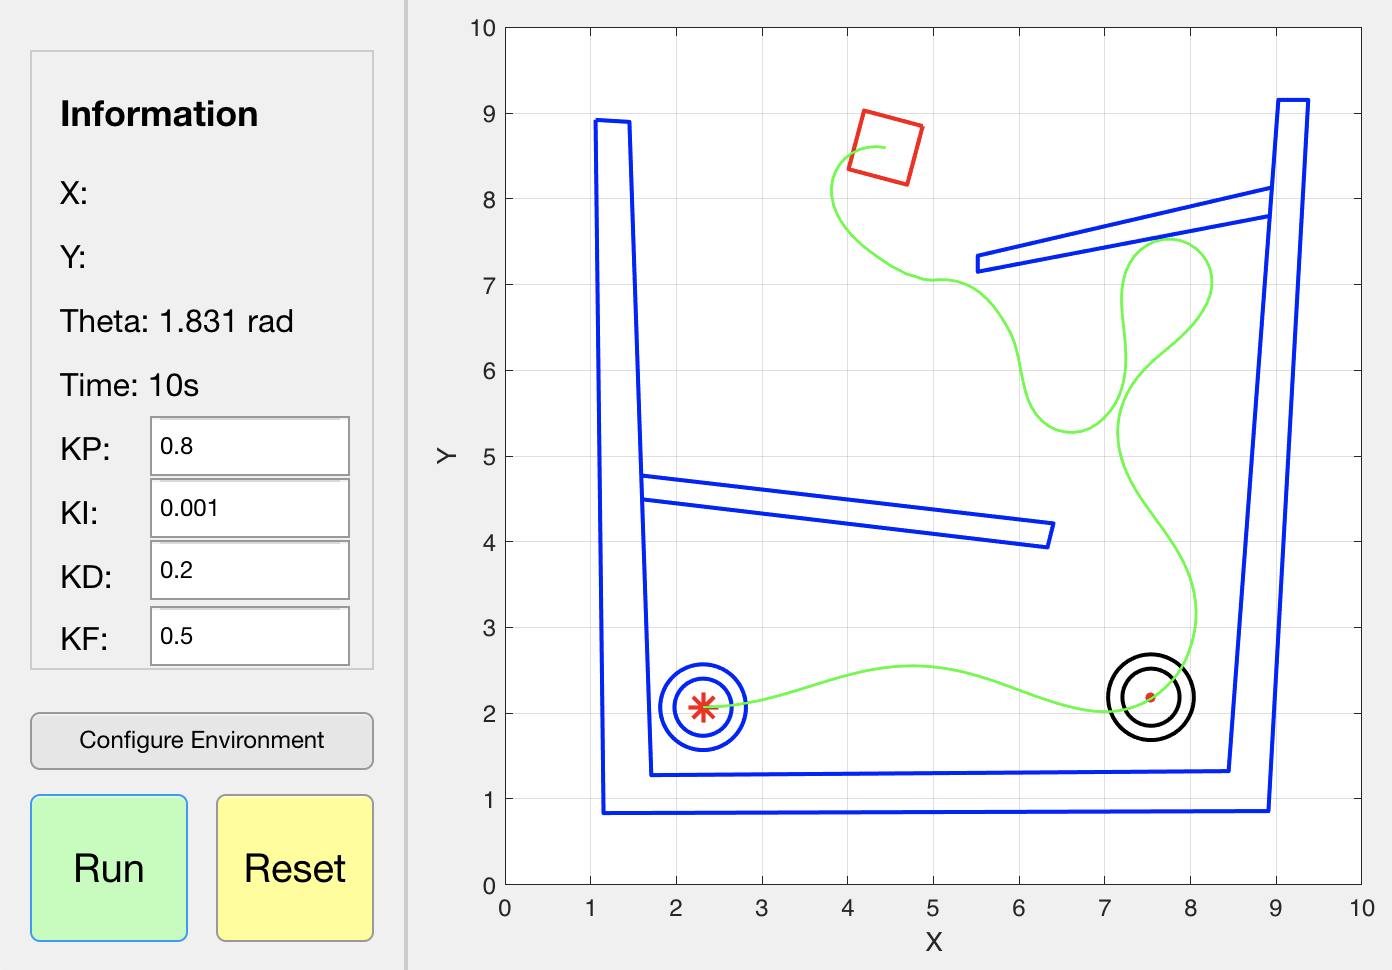 Information
X:
Y:
Theta: 1.831 rad
Time: 10s
KP: 0.8
KI: 0.001
KD: 0.2
KF: 0.5
Configure Environment
Run Reset
10
9
8
7
6
5
4
3
2
1
0
Y
0 1 2 3 4 5 6 7 8 9 10
X